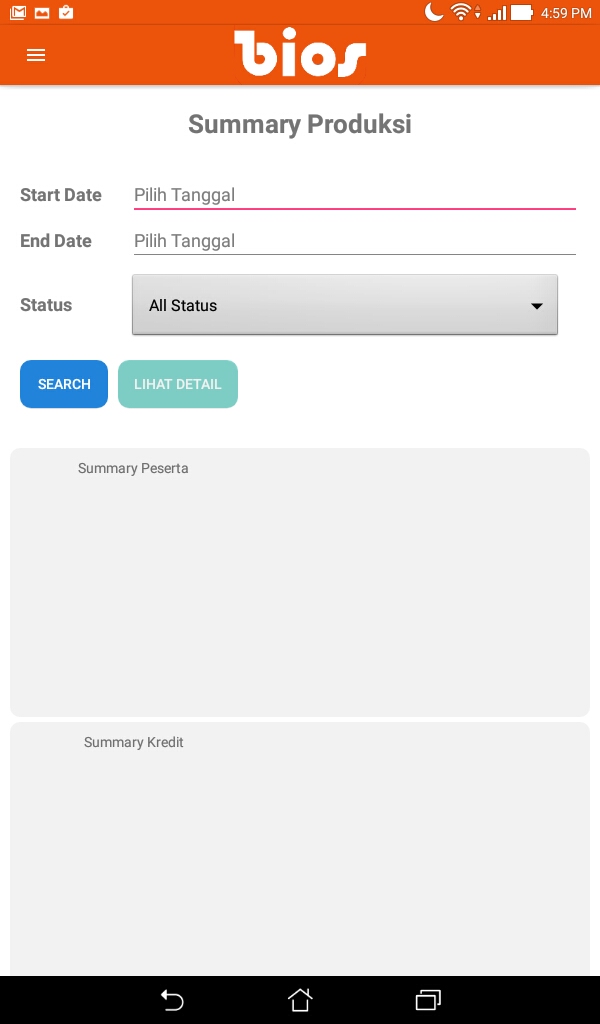 4:59 PM
bios
Summary Produksi
Start Date Pilih Tanggal
End Date Pilih Tanggal
Status All Status
SEARCH LIHAT DETAIL
Summary Peserta
Summary Kredit